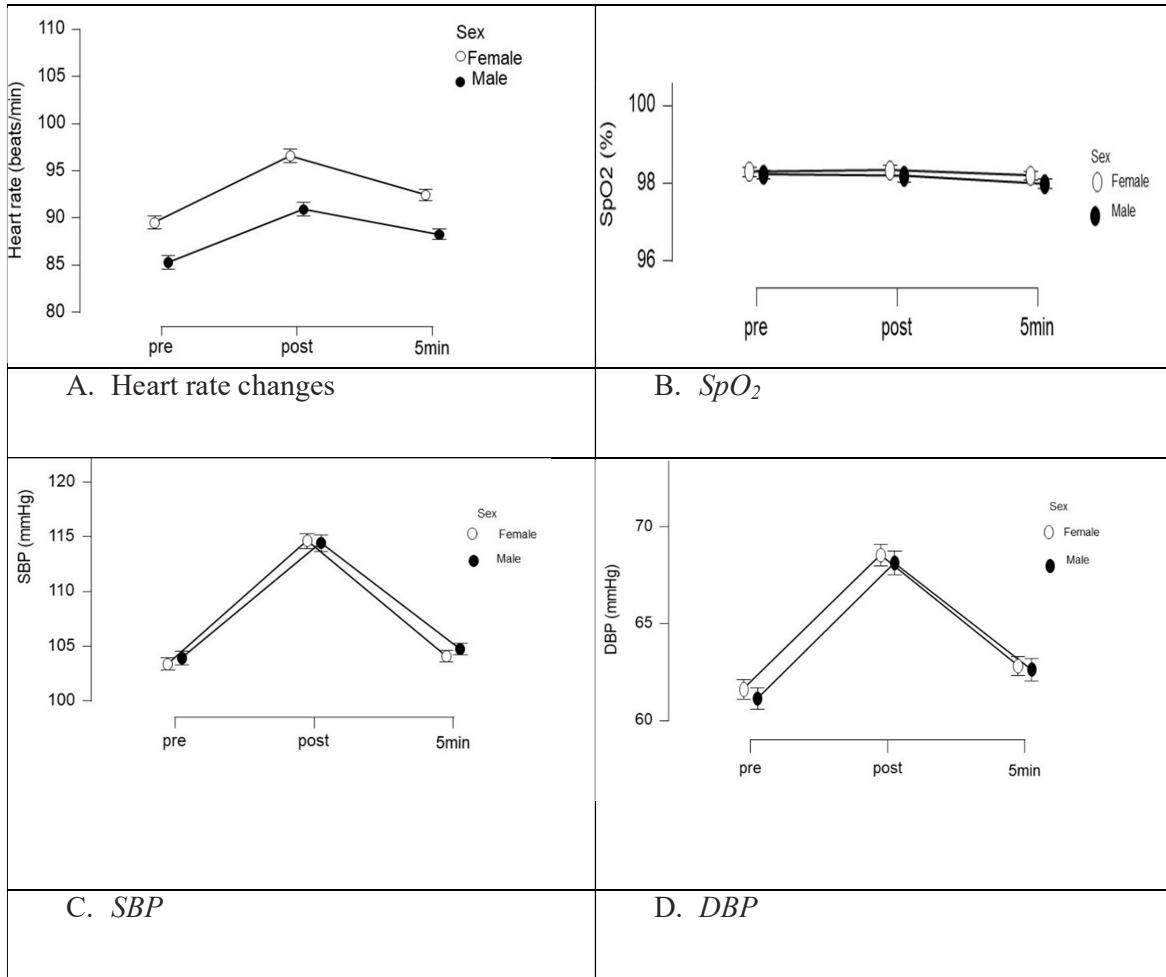 110
105
100
95
90
85
80
Heart rate (beats/min)
Sex
Female
Male
pre post 5min
100
98
96
SpO2 (%)
Sex
Female
Male
pre post 5min
A. Heart rate changes
B. SpO2
120
115
110
105
100
SBP (mmHg)
Sex
Female
Male
pre post 5min
70
65
60
DBP (mmHg)
Sex
Female
Male
pre post 5min
C. SBP
D. DBP